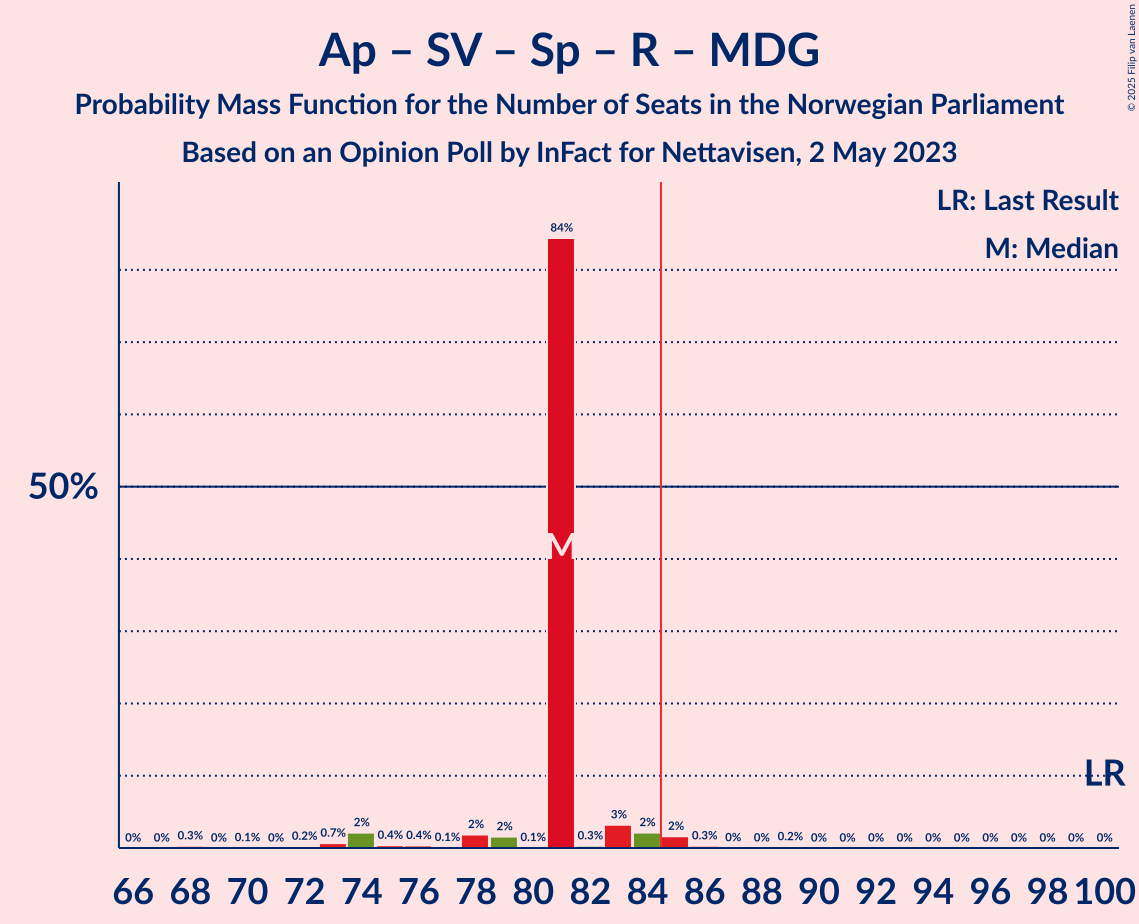 Ap – SV – Sp – R – MDG
Probability Mass Function for the Number of Seats in the Norwegian Parliament
Based on an Opinion Poll by InFact for Nettavisen, 2 May 2023
© 2025 Filip van Laenen
LR: Last Result
M: Median
84%
50%
M
LR
0% 0% 0.3% 0% 0.1% 0% 0.2% 0.7% 2% 0.4% 0.4% 0.1% 2% 2% 0.1% 0.3% 3% 2% 2% 0.3% 0% 0% 0.2% 0% 0% 0% 0% 0% 0% 0% 0% 0% 0% 0%
66 68 70 72 74 76 78 80 82 84 86 88 90 92 94 96 98 100